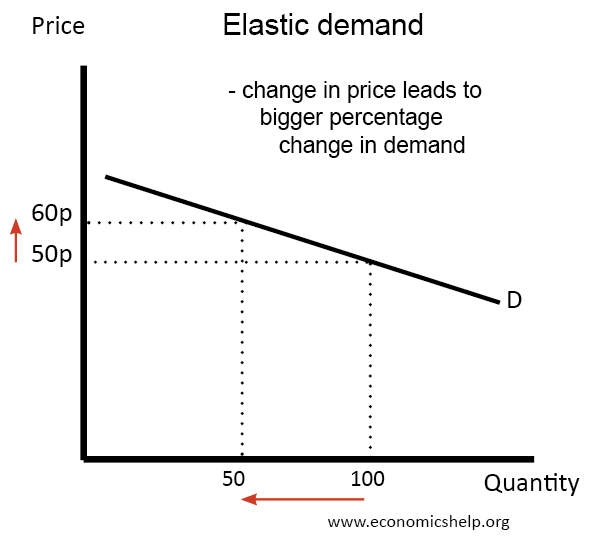 Price
Elastic demand
- change in price leads to
bigger percentage
change in demand
60p
50p
D
50
100
Quantity
www.economicshelp.org